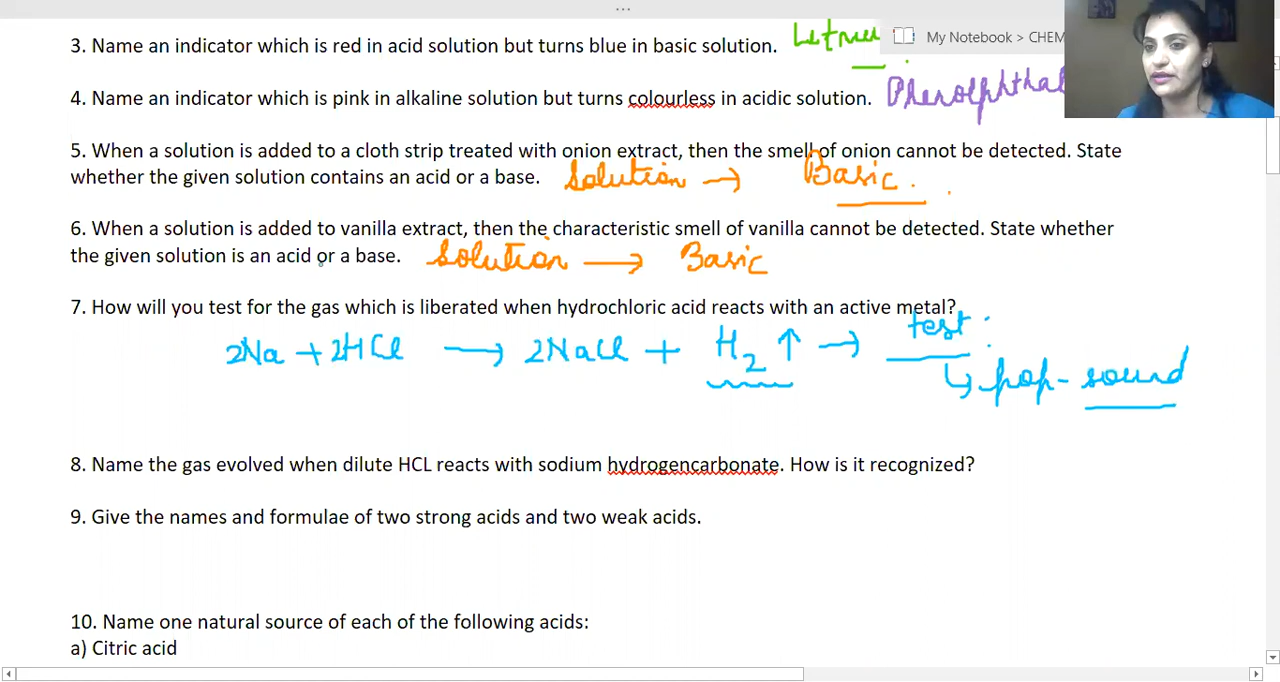 3. Name an indicator which is red in acid solution but turns blue in basic solution.
My Notebook > CHEM
4. Name an indicator which is pink in alkaline solution but turns colourless in acidic solution.
5. When a solution is added to a cloth strip treated with onion extract, then the smell of onion cannot be detected. State
whether the given solution contains an acid or a base. Solution → Basic.
6. When a solution is added to vanilla extract, then the characteristic smell of vanilla cannot be detected. State whether
the given solution is an acid or a base. Solution → Basic
7. How will you test for the gas which is liberated when hydrochloric acid reacts with an active metal?
2Na + 2HCl → 2NaCl + H2 ↑ → test:
↳ pop-sound
8. Name the gas evolved when dilute HCL reacts with sodium hydrogencarbonate. How is it recognized?
9. Give the names and formulae of two strong acids and two weak acids.
10. Name one natural source of each of the following acids:
a) Citric acid